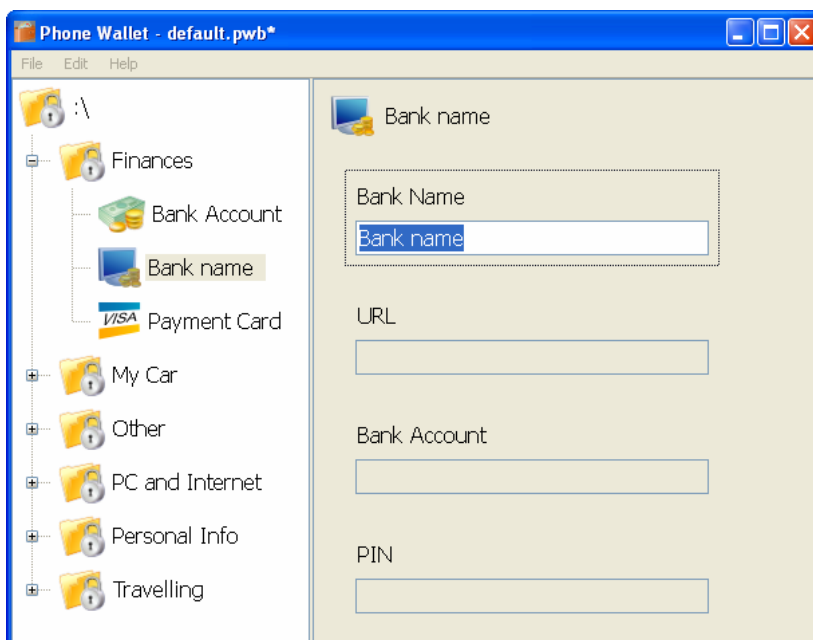 Phone Wallet - default.pwb*
File Edit Help
:\
Finances
Bank Account
Bank name
VISA Payment Card
My Car
Other
PC and Internet
Personal Info
Travelling
Bank name
Bank Name
Bank name
URL
Bank Account
PIN